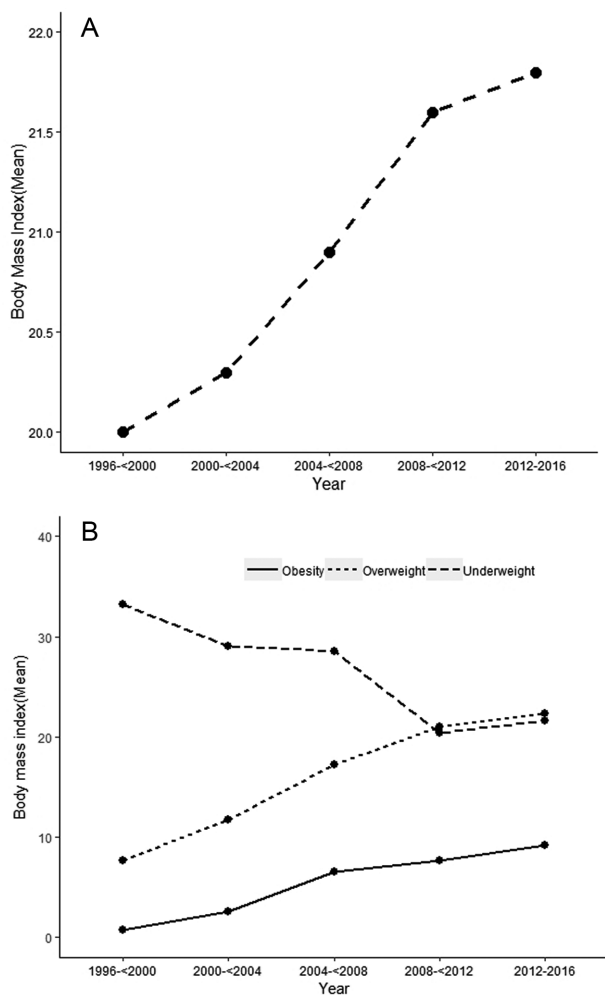 A
22.0
21.5
21.0
20.5
20.0
Body Mass Index(Mean)
1996-<2000 2000-<2004 2004-<2008 2008-<2012 2012-2016
Year
B
40
30
20
10
0
Body mass index(Mean)
Obesity Overweight Underweight
1996-<2000 2000-<2004 2004-<2008 2008-<2012 2012-2016
Year